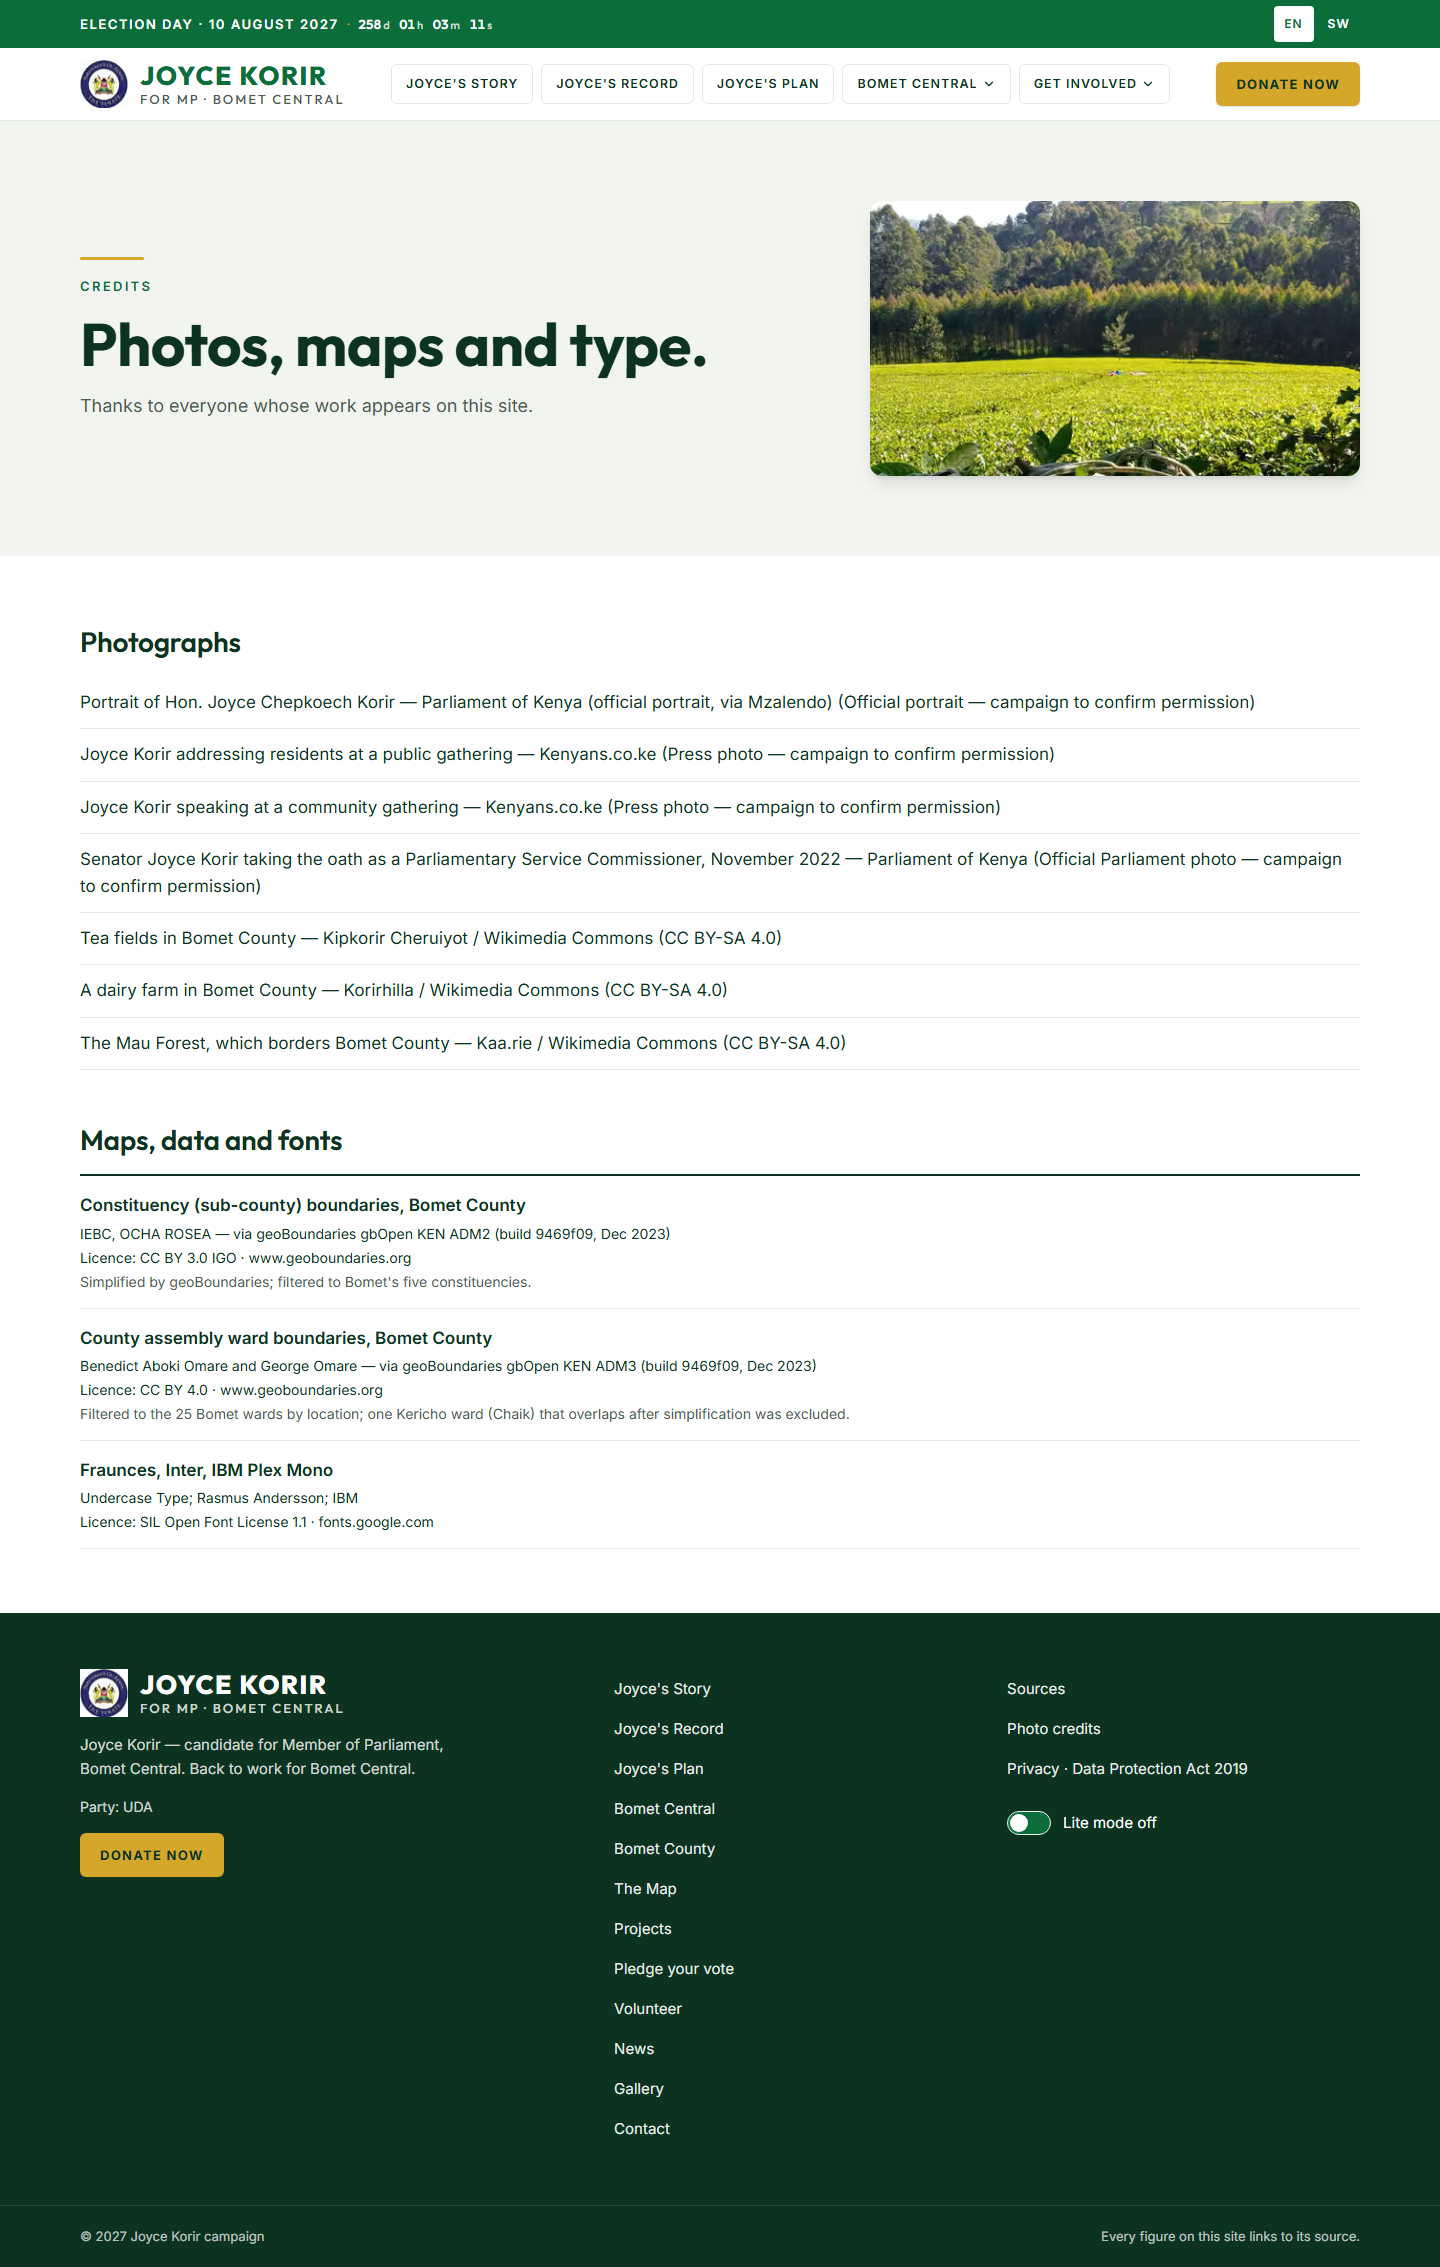 ELECTION DAY · 10 AUGUST 2027 · 258d 01h 03m 11s
EN SW
JOYCE KORIR
FOR MP · BOMET CENTRAL
JOYCE'S STORY
JOYCE'S RECORD
JOYCE'S PLAN
BOMET CENTRAL
GET INVOLVED
DONATE NOW
CREDITS
Photos, maps and type.
Thanks to everyone whose work appears on this site.
Photographs
Portrait of Hon. Joyce Chepkoech Korir — Parliament of Kenya (official portrait, via Mzalendo) (Official portrait — campaign to confirm permission)
Joyce Korir addressing residents at a public gathering — Kenyans.co.ke (Press photo — campaign to confirm permission)
Joyce Korir speaking at a community gathering — Kenyans.co.ke (Press photo — campaign to confirm permission)
Senator Joyce Korir taking the oath as a Parliamentary Service Commissioner, November 2022 — Parliament of Kenya (Official Parliament photo — campaign
to confirm permission)
Tea fields in Bomet County — Kipkorir Cheruiyot / Wikimedia Commons (CC BY-SA 4.0)
A dairy farm in Bomet County — Korirhilla / Wikimedia Commons (CC BY-SA 4.0)
The Mau Forest, which borders Bomet County — Kaa.rie / Wikimedia Commons (CC BY-SA 4.0)
Maps, data and fonts
Constituency (sub-county) boundaries, Bomet County
IEBC, OCHA ROSEA — via geoBoundaries gbOpen KEN ADM2 (build 9469f09, Dec 2023)
Licence: CC BY 3.0 IGO · www.geoboundaries.org
Simplified by geoBoundaries; filtered to Bomet's five constituencies.
County assembly ward boundaries, Bomet County
Benedict Aboki Omare and George Omare — via geoBoundaries gbOpen KEN ADM3 (build 9469f09, Dec 2023)
Licence: CC BY 4.0 · www.geoboundaries.org
Filtered to the 25 Bomet wards by location; one Kericho ward (Chaik) that overlaps after simplification was excluded.
Fraunces, Inter, IBM Plex Mono
Undercase Type; Rasmus Andersson; IBM
Licence: SIL Open Font License 1.1 · fonts.google.com
JOYCE KORIR
FOR MP · BOMET CENTRAL
Joyce Korir — candidate for Member of Parliament,
Bomet Central. Back to work for Bomet Central.
Party: UDA
DONATE NOW
Joyce's Story
Joyce's Record
Joyce's Plan
Bomet Central
Bomet County
The Map
Projects
Pledge your vote
Volunteer
News
Gallery
Contact
Sources
Photo credits
Privacy · Data Protection Act 2019
Lite mode off
© 2027 Joyce Korir campaign
Every figure on this site links to its source.